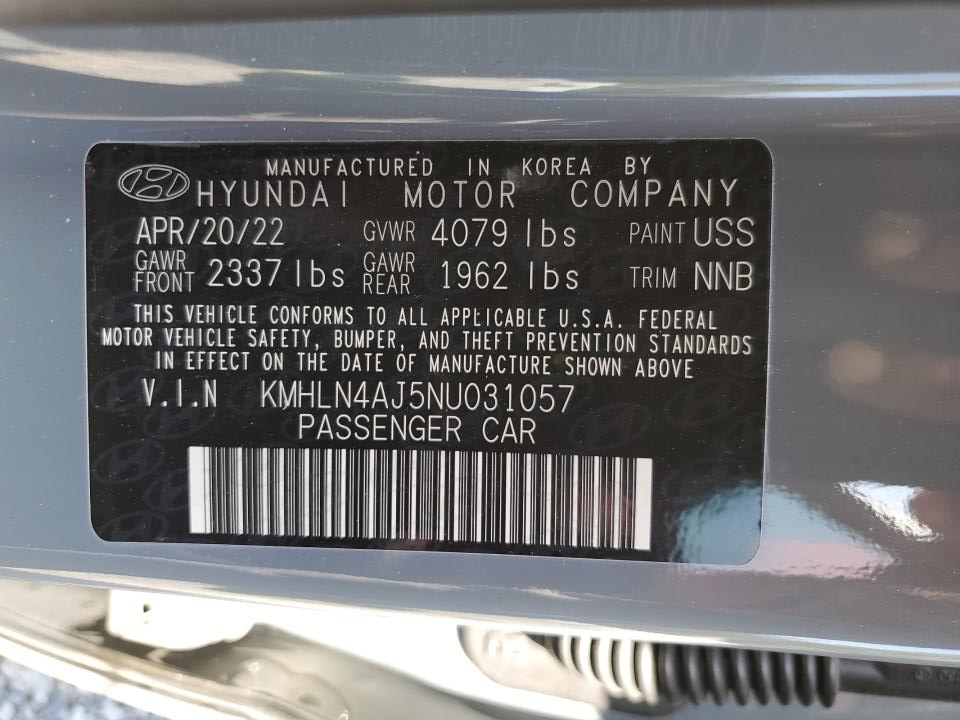 MANUFACTURED IN KOREA BY
HYUNDAI MOTOR COMPANY
APR/20/22 GVWR 4079 lbs PAINT USS
GAWR FRONT 2337 lbs GAWR REAR 1962 lbs TRIM NNB
THIS VEHICLE CONFORMS TO ALL APPLICABLE U.S.A. FEDERAL
MOTOR VEHICLE SAFETY, BUMPER, AND THEFT PREVENTION STANDARDS
IN EFFECT ON THE DATE OF MANUFACTURE SHOWN ABOVE
V.I.N KMHLN4AJ5NU031057
PASSENGER CAR